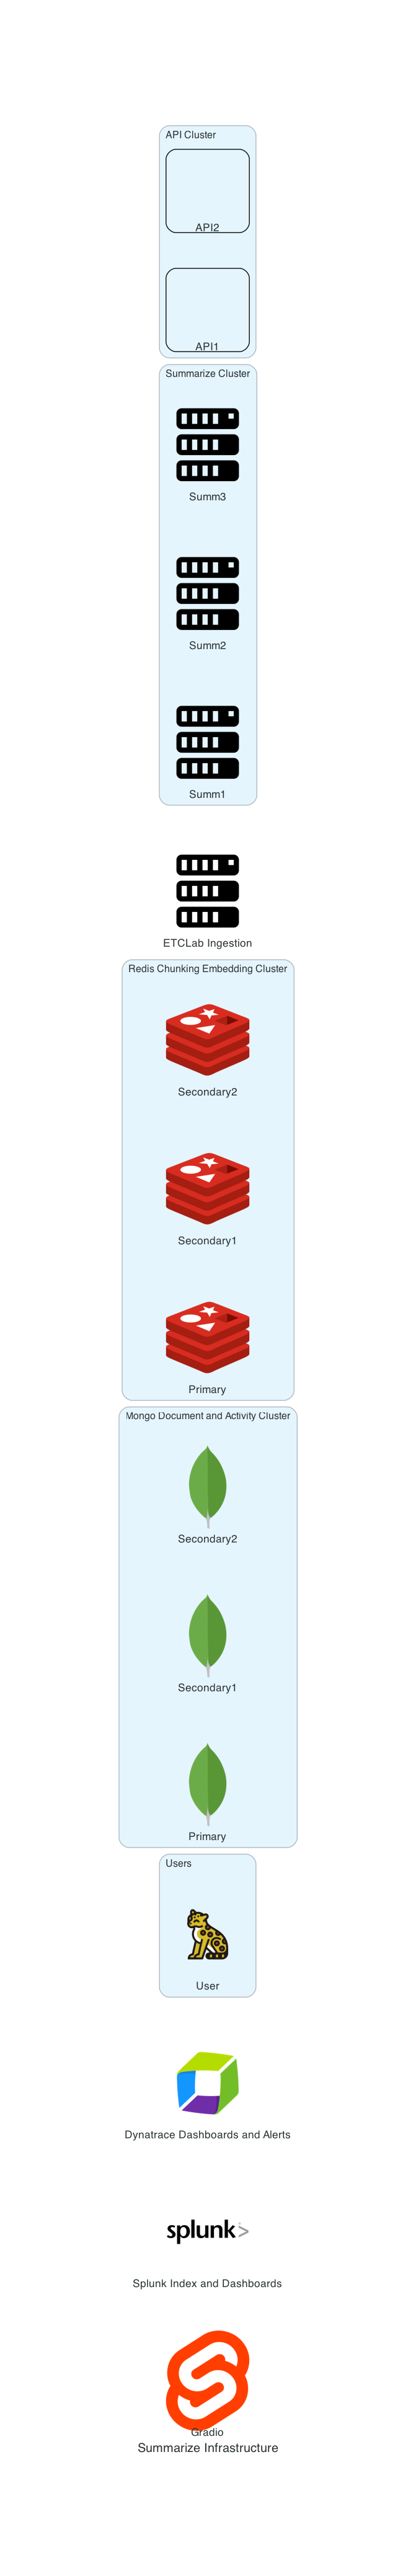 API Cluster
API2
API1
Summarize Cluster
Summ3
Summ2
Summ1
ETCLab Ingestion
Redis Chunking Embedding Cluster
Secondary2
Secondary1
Primary
Mongo Document and Activity Cluster
Secondary2
Secondary1
Primary
Users
User
Dynatrace Dashboards and Alerts
splunk>
Splunk Index and Dashboards
Gradio
Summarize Infrastructure